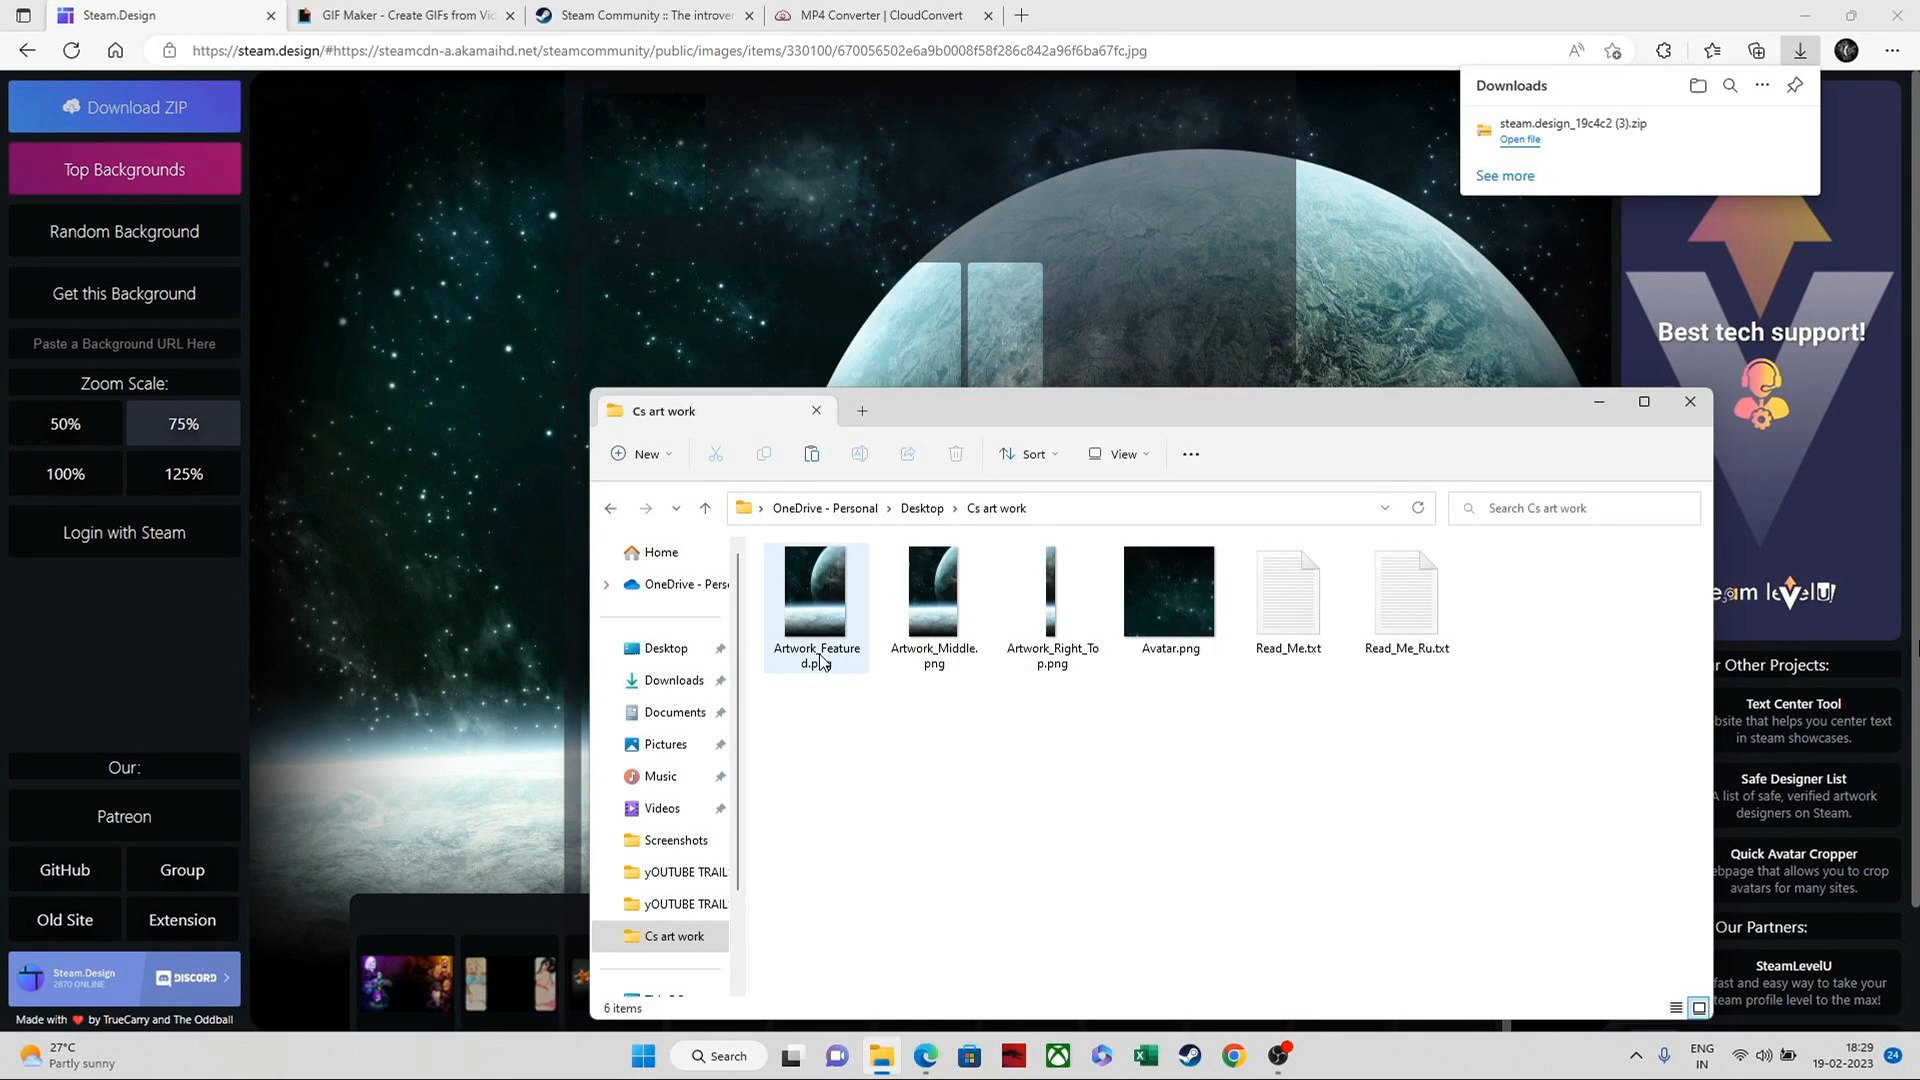 Steam.Design
GIF Maker - Create GIFs from Vid
Steam Community :: The introver
MP4 Converter | CloudConvert
https://steam.design/#https://steamcdn-a.akamaihd.net/steamcommunity/public/images/items/330100/670056502e6a9b0008f58f286c842a96f6ba67fc.jpg
Download ZIP
Top Backgrounds
Random Background
Get this Background
Paste a Background URL Here
Zoom Scale:
50%
75%
100%
125%
Login with Steam
Our:
Patreon
GitHub
Group
Old Site
Extension
Steam.Design
2870 ONLINE
DISCORD
Made with ❤ by TrueCarry and The Oddball
Downloads
steam.design_19c4c2 (3).zip
Open file
See more
Best tech support!
eam levelU!
r Other Projects:
Text Center Tool
bsite that helps you center text
in steam showcases.
Safe Designer List
A list of safe, verified artwork
designers on Steam.
Quick Avatar Cropper
ebpage that allows you to crop
avatars for many sites.
Our Partners:
SteamLevelU
fast and easy way to take your
team profile level to the max!
Cs art work
New
Sort
View
OneDrive - Personal
Desktop
Cs art work
Search Cs art work
Home
OneDrive - Perso
Desktop
Downloads
Documents
Pictures
Music
Videos
Screenshots
yOUTUBE TRAIL
yOUTUBE TRAIL
Cs art work
Artwork_Feature
d.png
Artwork_Middle.
png
Artwork_Right_To
p.png
Avatar.png
Read_Me.txt
Read_Me_Ru.txt
6 items
27°C
Partly sunny
Search
ENG
IN
18:29
19-02-2023
24